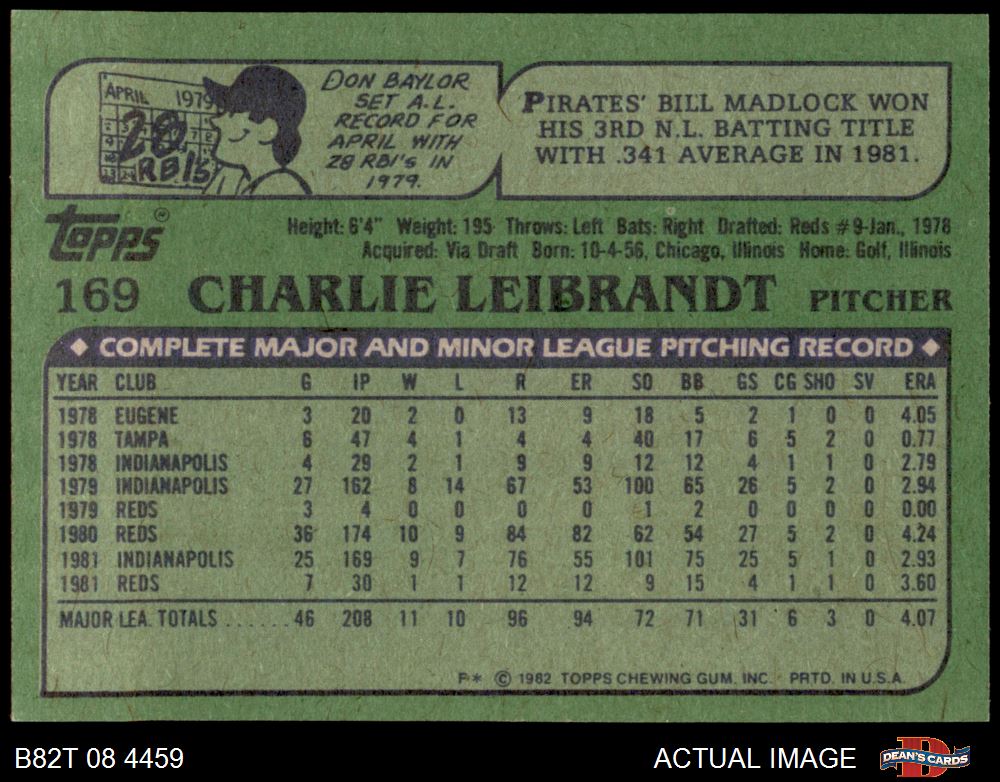 APRIL 1979
28
RBI'S
DON BAYLOR
SET A.L.
RECORD FOR
APRIL WITH
28 RBI's IN
1979.
PIRATES' BILL MADLOCK WON
HIS 3RD N.L. BATTING TITLE
WITH .341 AVERAGE IN 1981.
Topps®
Height: 6'4" Weight: 195 Throws: Left Bats: Right Drafted: Reds #9-Jan., 1978
Acquired: Via Draft Born: 10-4-56, Chicago, Illinois Home: Golf, Illinois
169 CHARLIE LEIBRANDT PITCHER
◆ COMPLETE MAJOR AND MINOR LEAGUE PITCHING RECORD ◆
YEAR CLUB G IP W L R ER SO BB GS CG SHO SV ERA
1978 EUGENE 3 20 2 0 13 9 18 5 2 1 0 0 4.05
1978 TAMPA 6 47 4 1 4 4 40 17 6 5 2 0 0.77
1978 INDIANAPOLIS 4 29 2 1 9 9 12 12 4 1 1 0 2.79
1979 INDIANAPOLIS 27 162 8 14 67 53 100 65 26 5 2 0 2.94
1979 REDS 3 4 0 0 0 0 1 2 0 0 0 0 0.00
1980 REDS 36 174 10 9 84 82 62 54 27 5 2 0 4.24
1981 INDIANAPOLIS 25 169 9 7 76 55 101 75 25 5 1 0 2.93
1981 REDS 7 30 1 1 12 12 9 15 4 1 1 0 3.60
MAJOR LEA. TOTALS ......46 208 11 10 96 94 72 71 31 6 3 0 4.07
F* © 1982 TOPPS CHEWING GUM, INC. PRTD. IN U.S.A.
B82T 08 4459
ACTUAL IMAGE
D
DEAN'S CARDS